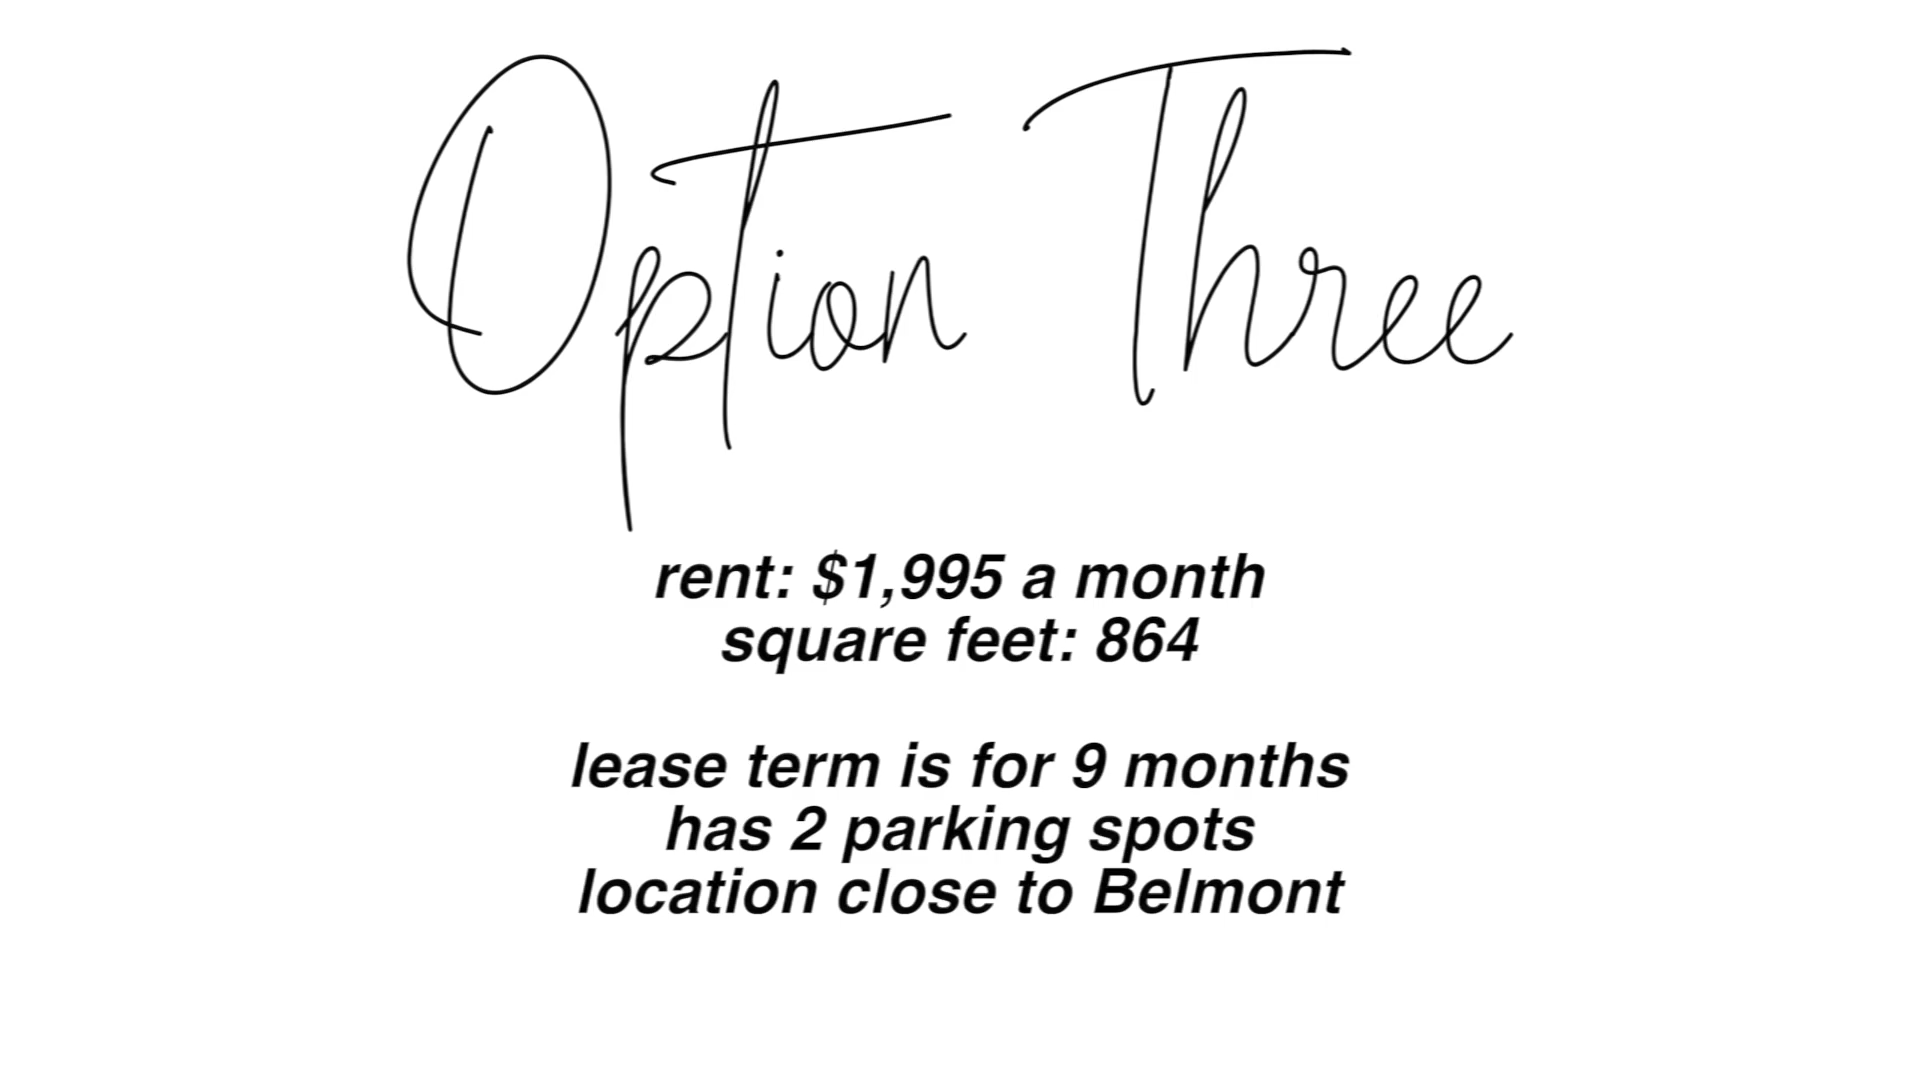 Option Three
rent: $1,995 a month
square feet: 864
lease term is for 9 months
has 2 parking spots
location close to Belmont